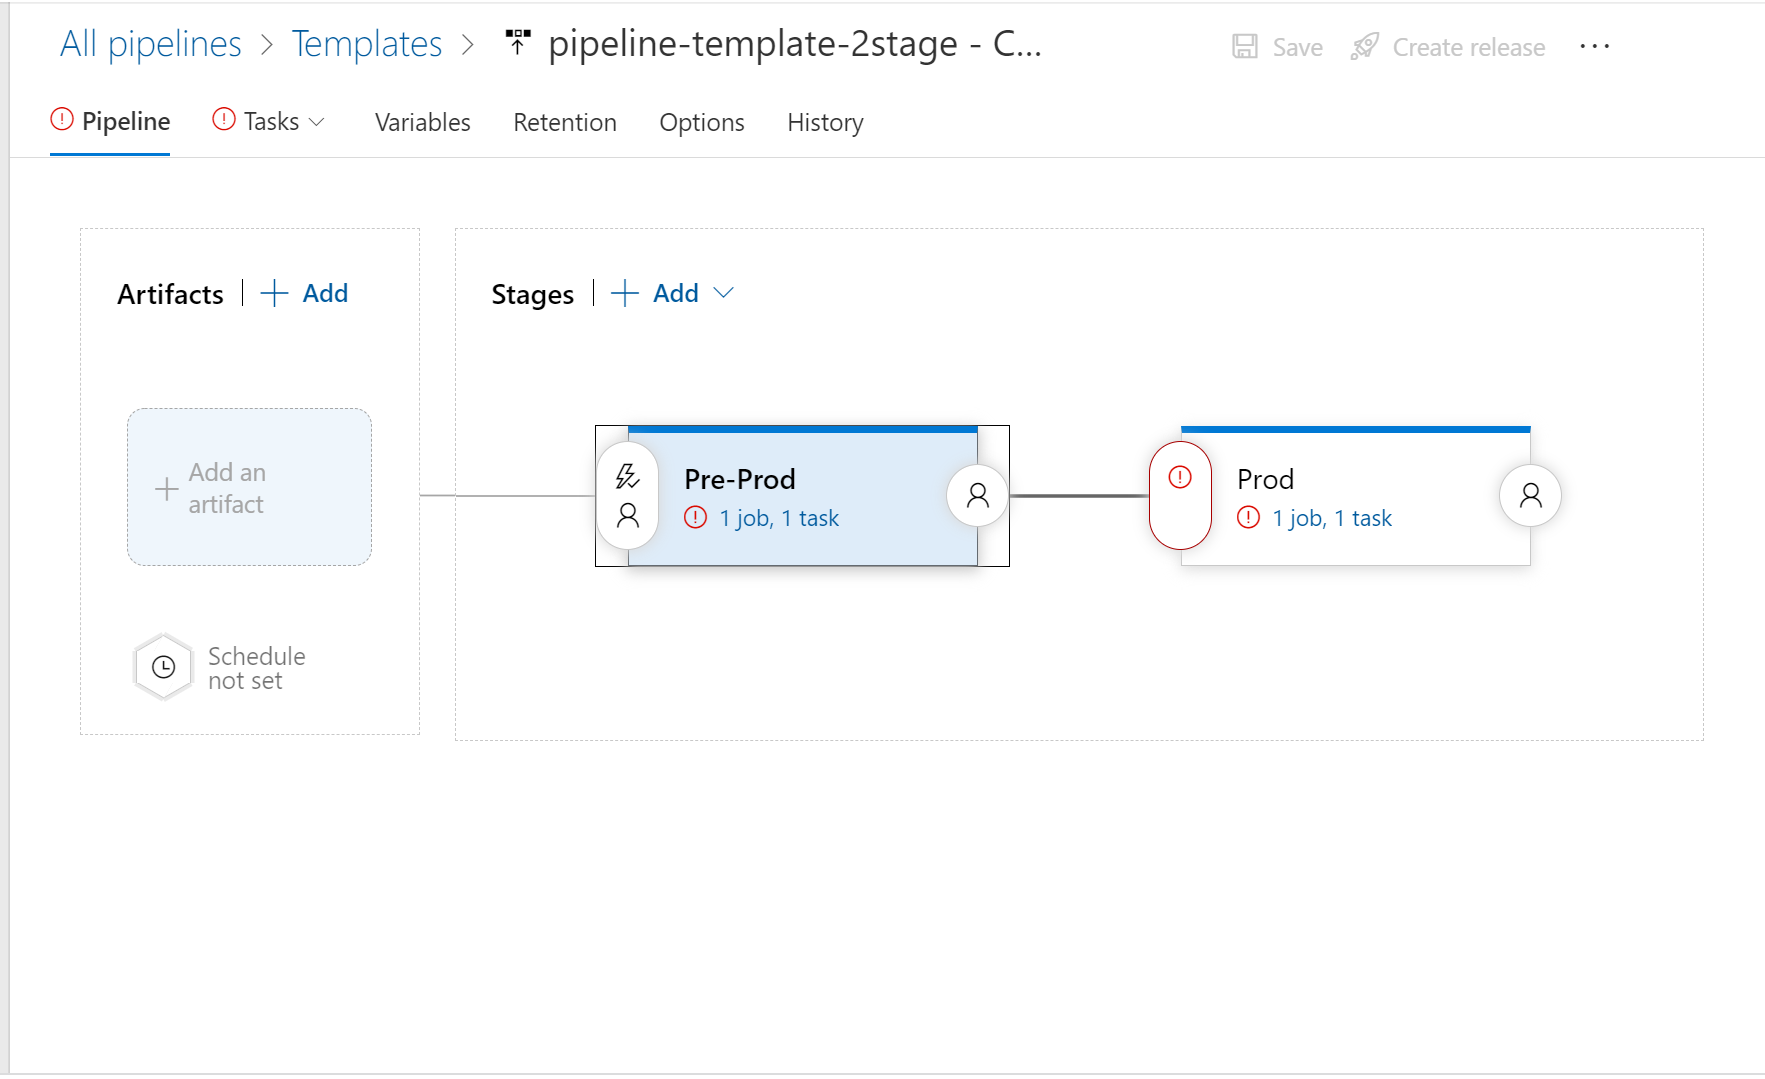 All pipelines > Templates > pipeline-template-2stage - C...
Save
Create release
...
Pipeline
Tasks
Variables
Retention
Options
History
Artifacts | + Add
Stages | + Add
+ Add an
artifact
Schedule
not set
Pre-Prod
1 job, 1 task
Prod
1 job, 1 task